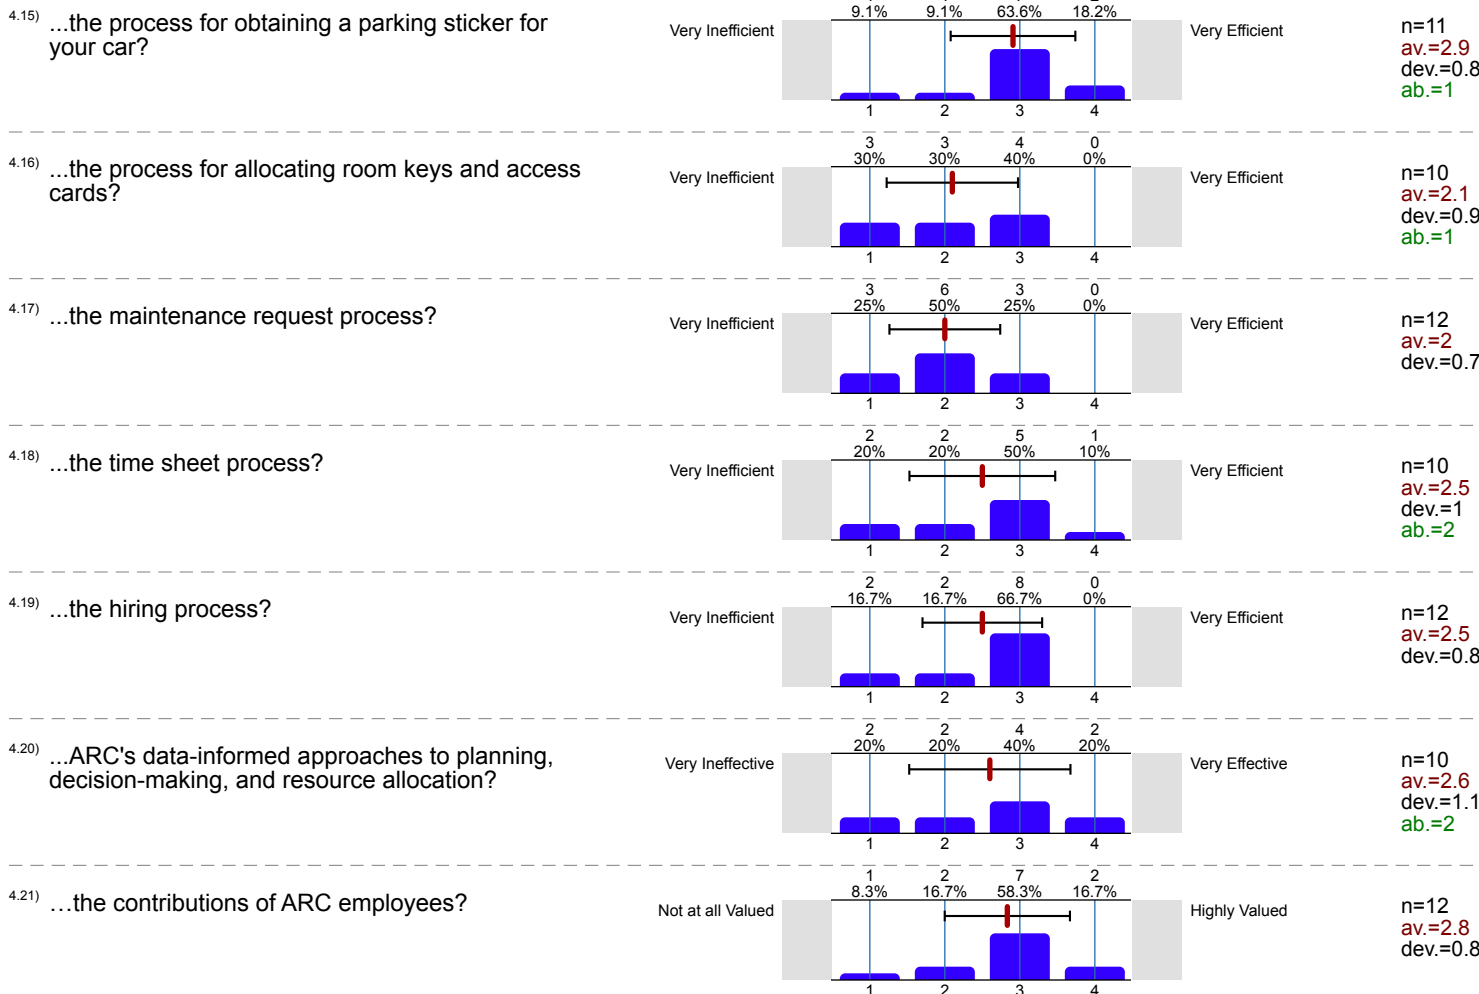 4.15) ...the process for obtaining a parking sticker for
your car?
9.1% 9.1% 63.6% 18.2%
Very Inefficient
Very Efficient
1 2 3 4
n=11
av.=2.9
dev.=0.8
ab.=1
4.16) ...the process for allocating room keys and access
cards?
3 3 4 0
30% 30% 40% 0%
Very Inefficient
Very Efficient
1 2 3 4
n=10
av.=2.1
dev.=0.9
ab.=1
4.17) ...the maintenance request process?
3 6 3 0
25% 50% 25% 0%
Very Inefficient
Very Efficient
1 2 3 4
n=12
av.=2
dev.=0.7
4.18) ...the time sheet process?
2 2 5 1
20% 20% 50% 10%
Very Inefficient
Very Efficient
1 2 3 4
n=10
av.=2.5
dev.=1
ab.=2
4.19) ...the hiring process?
2 2 8 0
16.7% 16.7% 66.7% 0%
Very Inefficient
Very Efficient
1 2 3 4
n=12
av.=2.5
dev.=0.8
4.20) ...ARC's data-informed approaches to planning,
decision-making, and resource allocation?
2 2 4 2
20% 20% 40% 20%
Very Ineffective
Very Effective
1 2 3 4
n=10
av.=2.6
dev.=1.1
ab.=2
4.21) …the contributions of ARC employees?
1 2 7 2
8.3% 16.7% 58.3% 16.7%
Not at all Valued
Highly Valued
1 2 3 4
n=12
av.=2.8
dev.=0.8